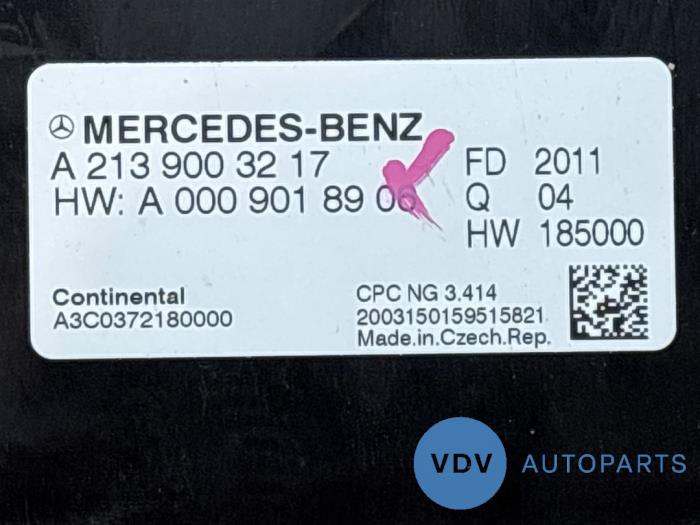 MERCEDES-BENZ
A 213 900 32 17
HW: A 000 901 89 06
FD 2011
Q 04
HW 185000
Continental
A3C0372180000
CPC NG 3.414
2003150159515821
Made.in.Czech.Rep.
VDV AUTOPARTS